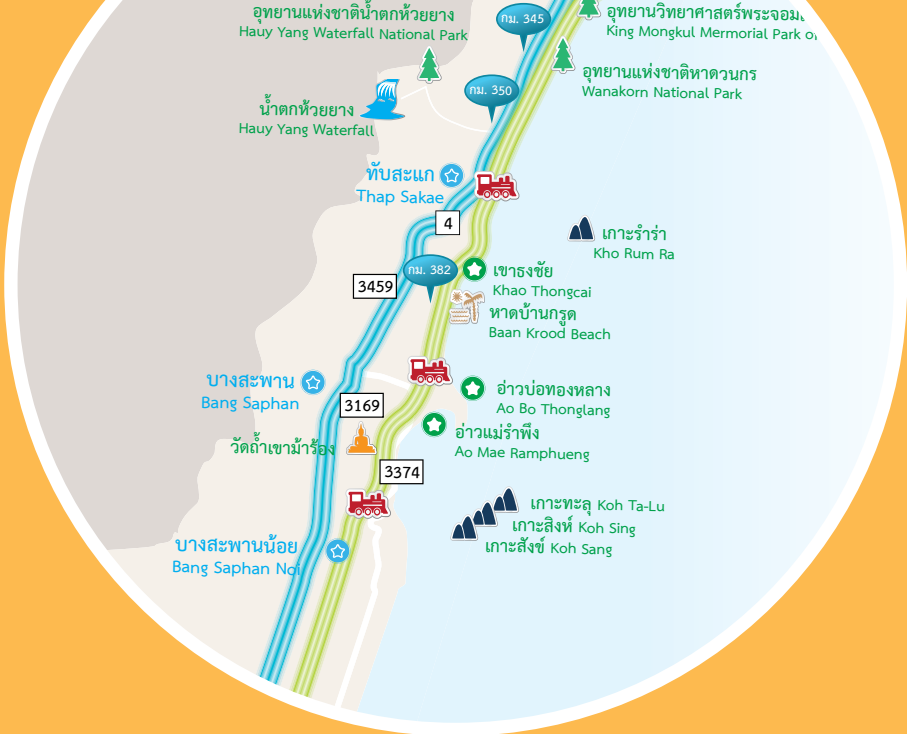 อุทยานแห่งชาติน้ำตกห้วยยาง
Hauy Yang Waterfall National Park
กม. 345
อุทยานวิทยาศาสตร์พระจอม
King Mongkul Mermorial Park o
อุทยานแห่งชาติหาดวนกร
Wanakorn National Park
กม. 350
น้ำตกห้วยยาง
Hauy Yang Waterfall
ทับสะแก
Thap Sakae
4
เกาะรำร่า
Kho Rum Ra
กม. 382
3459
เขาธงชัย
Khao Thongcai
หาดบ้านกรูด
Baan Krood Beach
บางสะพาน
Bang Saphan
อ่าวบ่อทองหลาง
Ao Bo Thonglang
3169
วัดถ้ำเขาม้าร้อง
อ่าวแม่รำพึง
Ao Mae Ramphueng
3374
เกาะทะลุ Koh Ta-Lu
เกาะสิงห์ Koh Sing
เกาะสังข์ Koh Sang
บางสะพานน้อย
Bang Saphan Noi